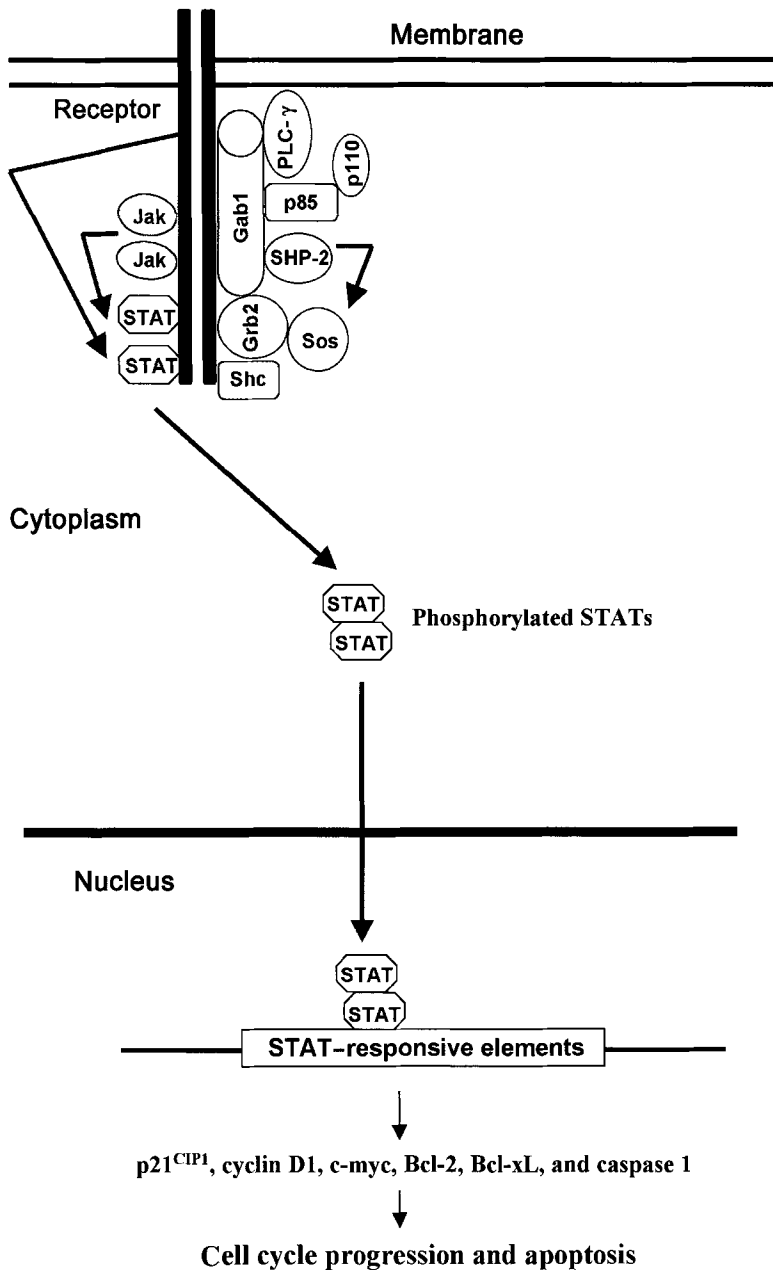 Membrane
Receptor
PLC-γ
p110
Gab1
p85
Jak
SHP-2
Jak
STAT
Grb2
Sos
STAT
Shc
Cytoplasm
STAT
Phosphorylated STATs
STAT
Nucleus
STAT
STAT
STAT-responsive elements
p21CIP1, cyclin D1, c-myc, Bcl-2, Bcl-xL, and caspase 1
Cell cycle progression and apoptosis